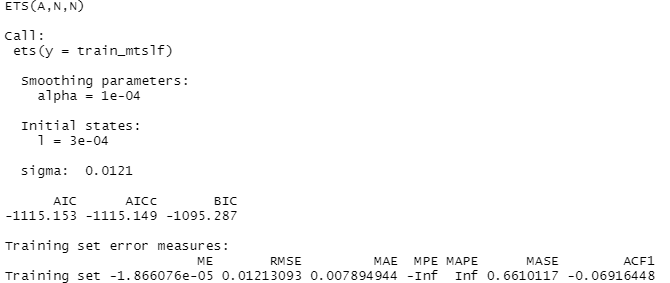 ETS(A,N,N)
Call:
ets(y = train_mtslf)
Smoothing parameters:
alpha = 1e-04
Initial states:
l = 3e-04
sigma: 0.0121
AIC AICc BIC
-1115.153 -1115.149 -1095.287
Training set error measures:
ME RMSE MAE MPE MAPE MASE ACF1
Training set -1.866076e-05 0.01213093 0.007894944 -Inf Inf 0.6610117 -0.06916448